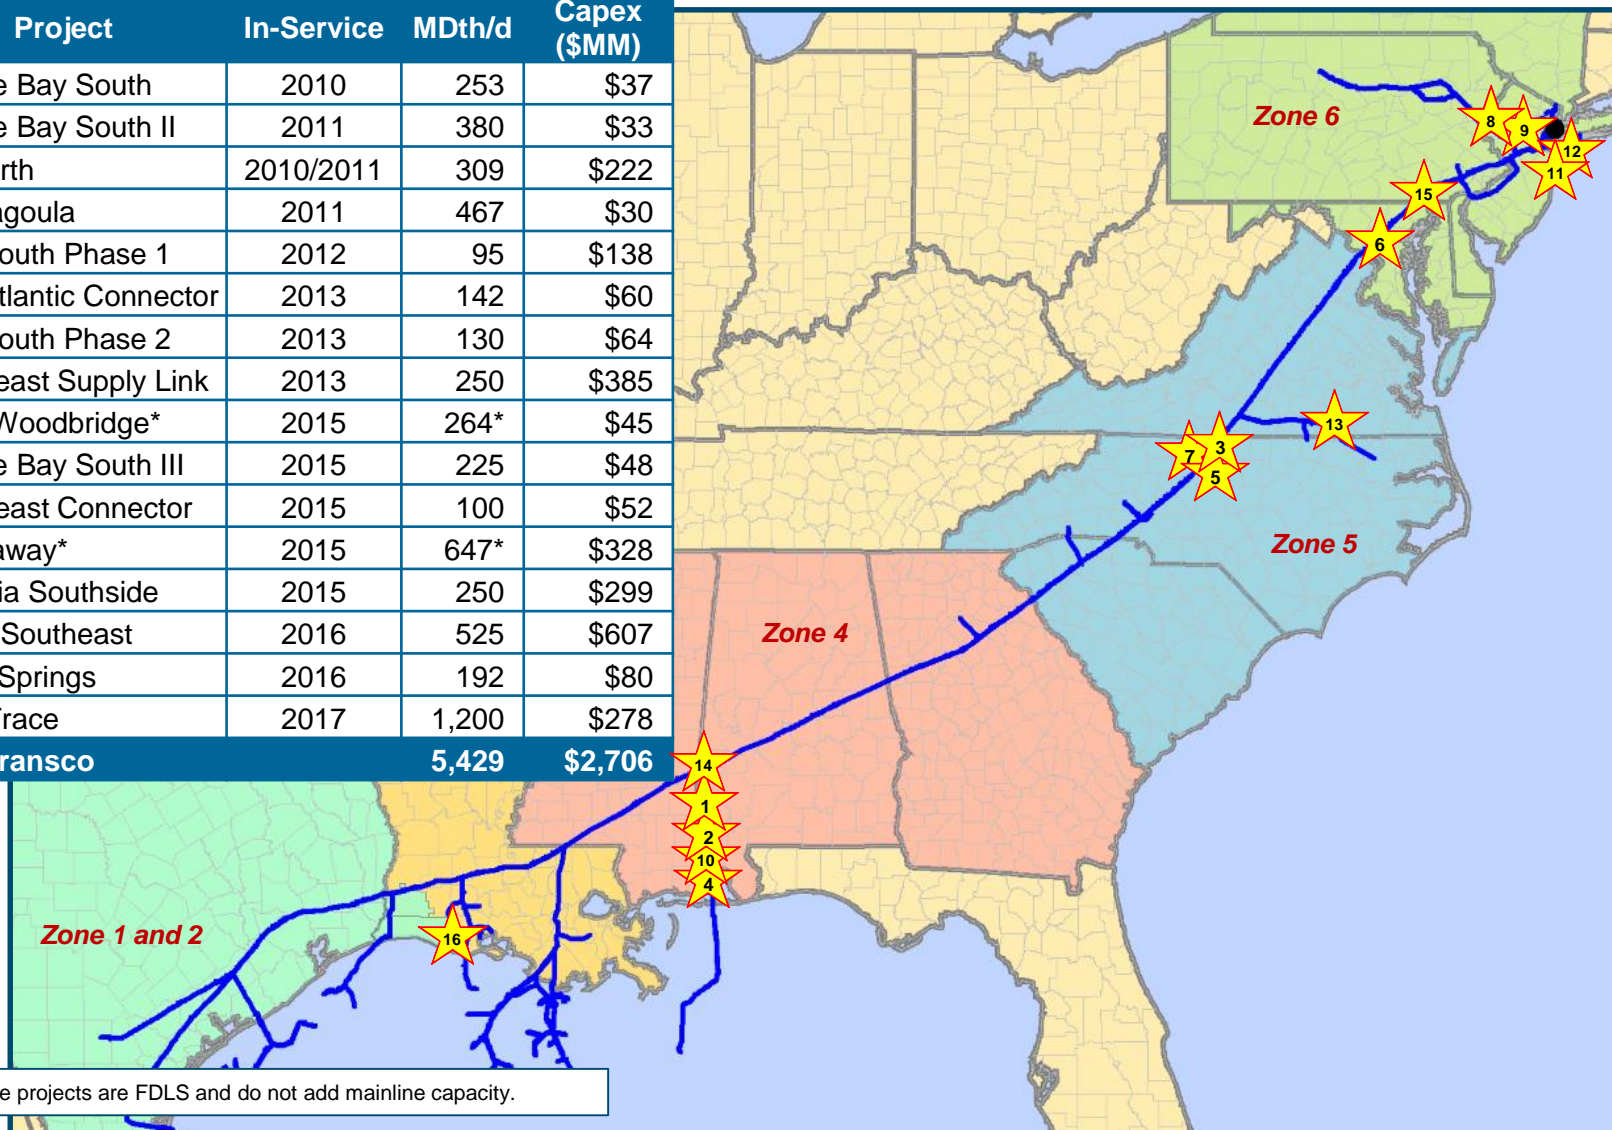 Project In-Service MDth/d Capex ($MM)
e Bay South 2010 253 $37
e Bay South II 2011 380 $33
rth 2010/2011 309 $222
agoula 2011 467 $30
outh Phase 1 2012 95 $138
tlantic Connector 2013 142 $60
outh Phase 2 2013 130 $64
east Supply Link 2013 250 $385
Woodbridge* 2015 264* $45
e Bay South III 2015 225 $48
east Connector 2015 100 $52
away* 2015 647* $328
ia Southside 2015 250 $299
Southeast 2016 525 $607
Springs 2016 192 $80
Trace 2017 1,200 $278
ransco 5,429 $2,706
Zone 6
8
9
12
11
15
6
13
3
7
5
Zone 5
Zone 4
14
1
2
10
4
Zone 1 and 2
16
e projects are FDLS and do not add mainline capacity.